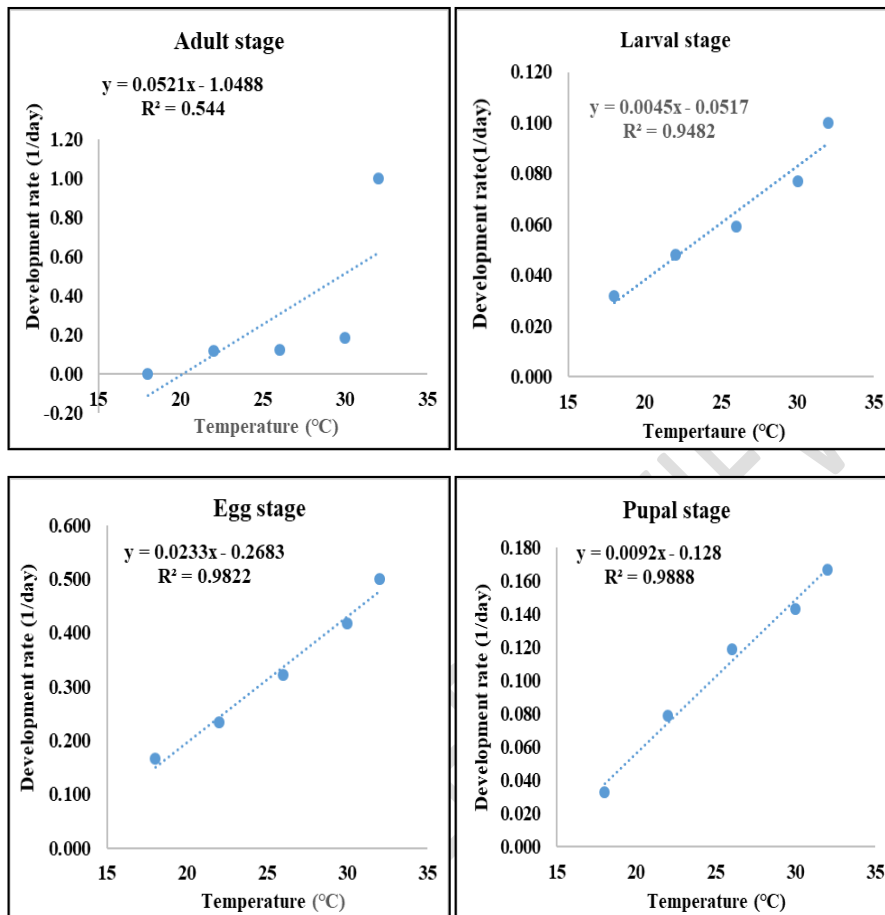 Adult stage
y = 0.0521x - 1.0488
R² = 0.544
Development rate (1/day)
1.20
1.00
0.80
0.60
0.40
0.20
0.00
-0.20
15 20 25 30 35
Temperature (°C)
Larval stage
y = 0.0045x - 0.0517
R² = 0.9482
Development rate(1/day)
0.120
0.100
0.080
0.060
0.040
0.020
0.000
15 20 25 30 35
Tempertaure (°C)
Egg stage
y = 0.0233x - 0.2683
R² = 0.9822
Development rate (1/day)
0.600
0.500
0.400
0.300
0.200
0.100
0.000
15 20 25 30 35
Temperature (°C)
Pupal stage
y = 0.0092x - 0.128
R² = 0.9888
Development rate (1/day)
0.180
0.160
0.140
0.120
0.100
0.080
0.060
0.040
0.020
0.000
15 20 25 30 35
Temperature (°C)